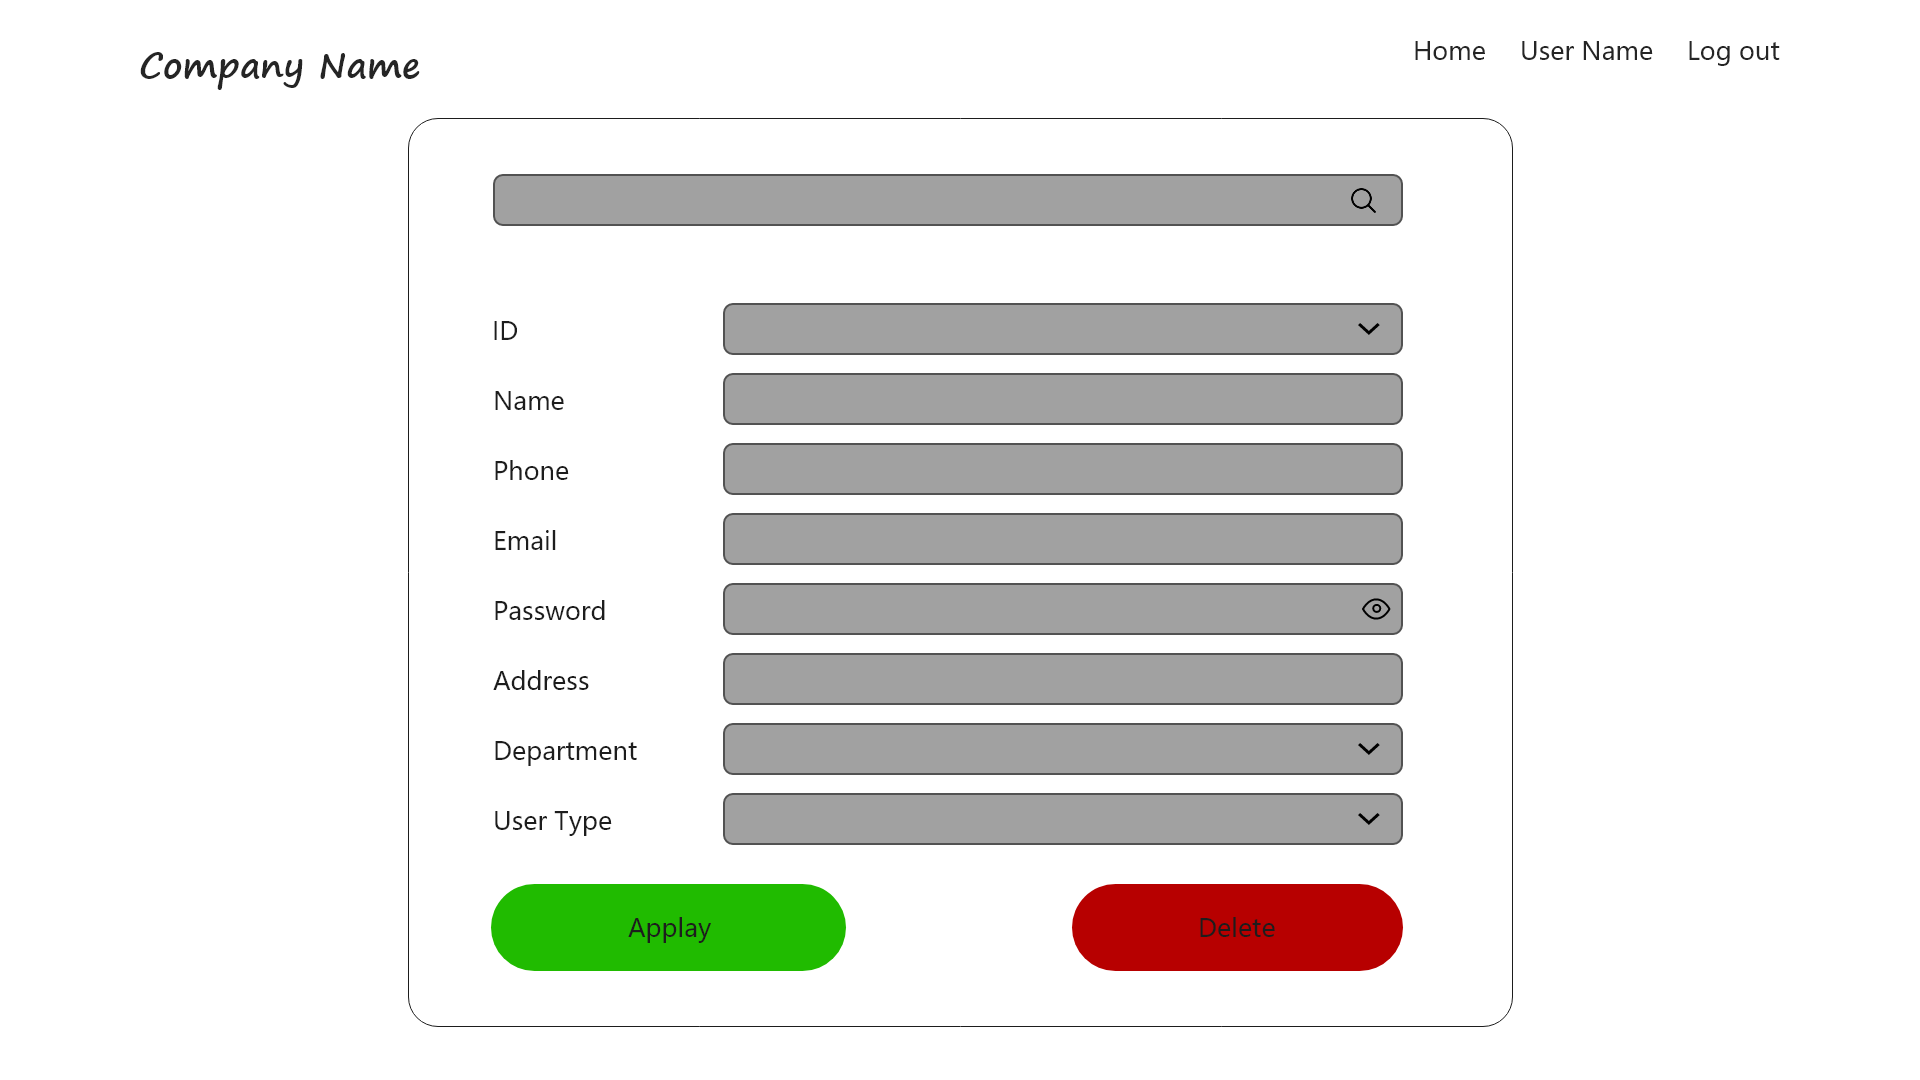 Company Name
Home User Name Log out
ID
Name
Phone
Email
Password
Address
Department
User Type
Applay Delete